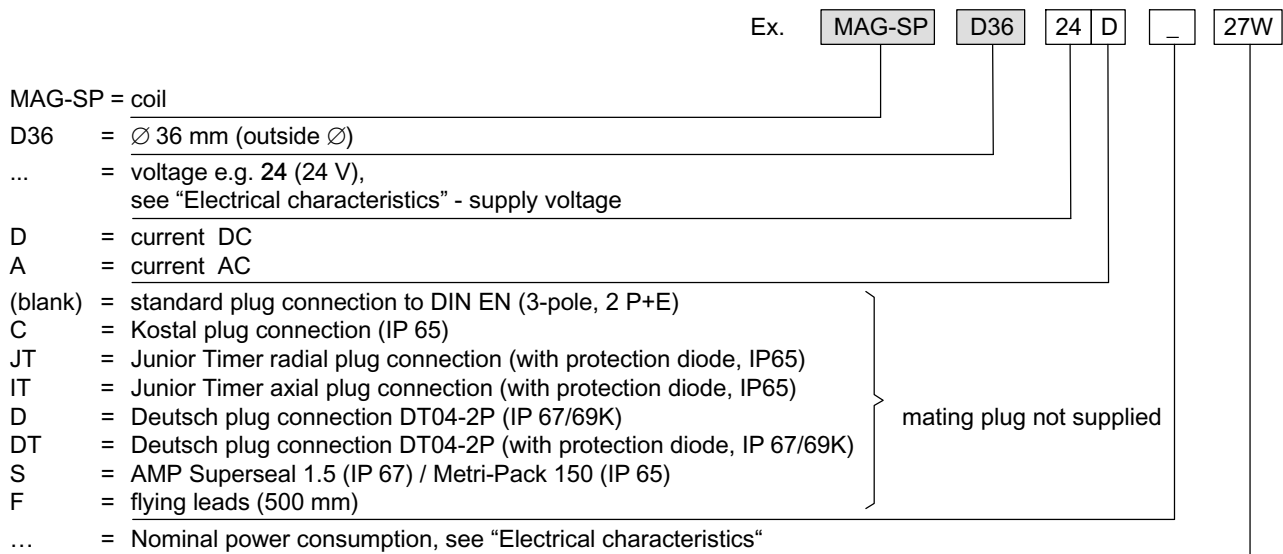 Ex. MAG-SP D36 24 D _ 27W
MAG-SP = coil
D36 = ∅ 36 mm (outside ∅)
... = voltage e.g. 24 (24 V),
see “Electrical characteristics” - supply voltage
D = current DC
A = current AC
(blank) = standard plug connection to DIN EN (3-pole, 2 P+E)
C = Kostal plug connection (IP 65)
JT = Junior Timer radial plug connection (with protection diode, IP65)
IT = Junior Timer axial plug connection (with protection diode, IP65)
D = Deutsch plug connection DT04-2P (IP 67/69K)
mating plug not supplied
DT = Deutsch plug connection DT04-2P (with protection diode, IP 67/69K)
S = AMP Superseal 1.5 (IP 67) / Metri-Pack 150 (IP 65)
F = flying leads (500 mm)
… = Nominal power consumption, see “Electrical characteristics“